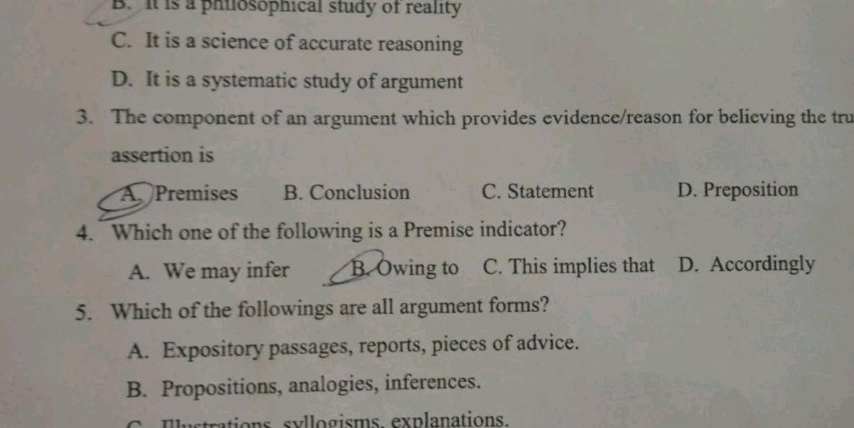 B. It is a philosophical study of reality
C. It is a science of accurate reasoning
D. It is a systematic study of argument
3. The component of an argument which provides evidence/reason for believing the tru
assertion is
A. Premises B. Conclusion C. Statement D. Preposition
4. Which one of the following is a Premise indicator?
A. We may infer B. Owing to C. This implies that D. Accordingly
5. Which of the followings are all argument forms?
A. Expository passages, reports, pieces of advice.
B. Propositions, analogies, inferences.
C. Illustrations, syllogisms, explanations.